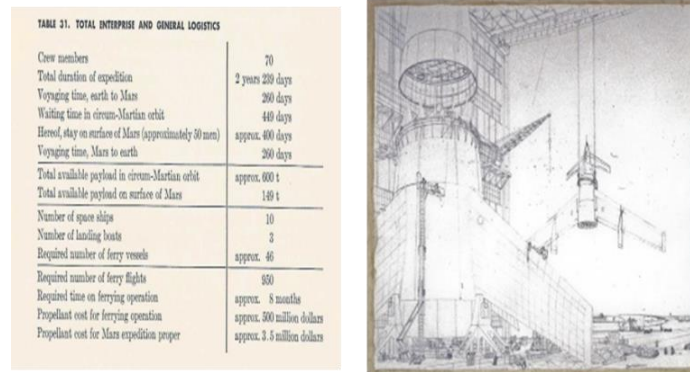 TABLE 31. TOTAL ENTERPRISE AND GENERAL LOGISTICS
Crew members 70
Total duration of expedition 2 years 239 days
Voyaging time, earth to Mars 260 days
Waiting time in circum-Martian orbit 449 days
Hereof, stay on surface of Mars (approximately 50 men) approx. 400 days
Voyaging time, Mars to earth 260 days
Total available payload in circum-Martian orbit approx. 600 t
Total available payload on surface of Mars 149 t
Number of space ships 10
Number of landing boats 3
Required number of ferry vessels approx. 46
Required number of ferry flights 950
Required time on ferrying operation approx. 8 months
Propellant cost for ferrying operation approx. 500 million dollars
Propellant cost for Mars expedition proper approx. 3.5 million dollars